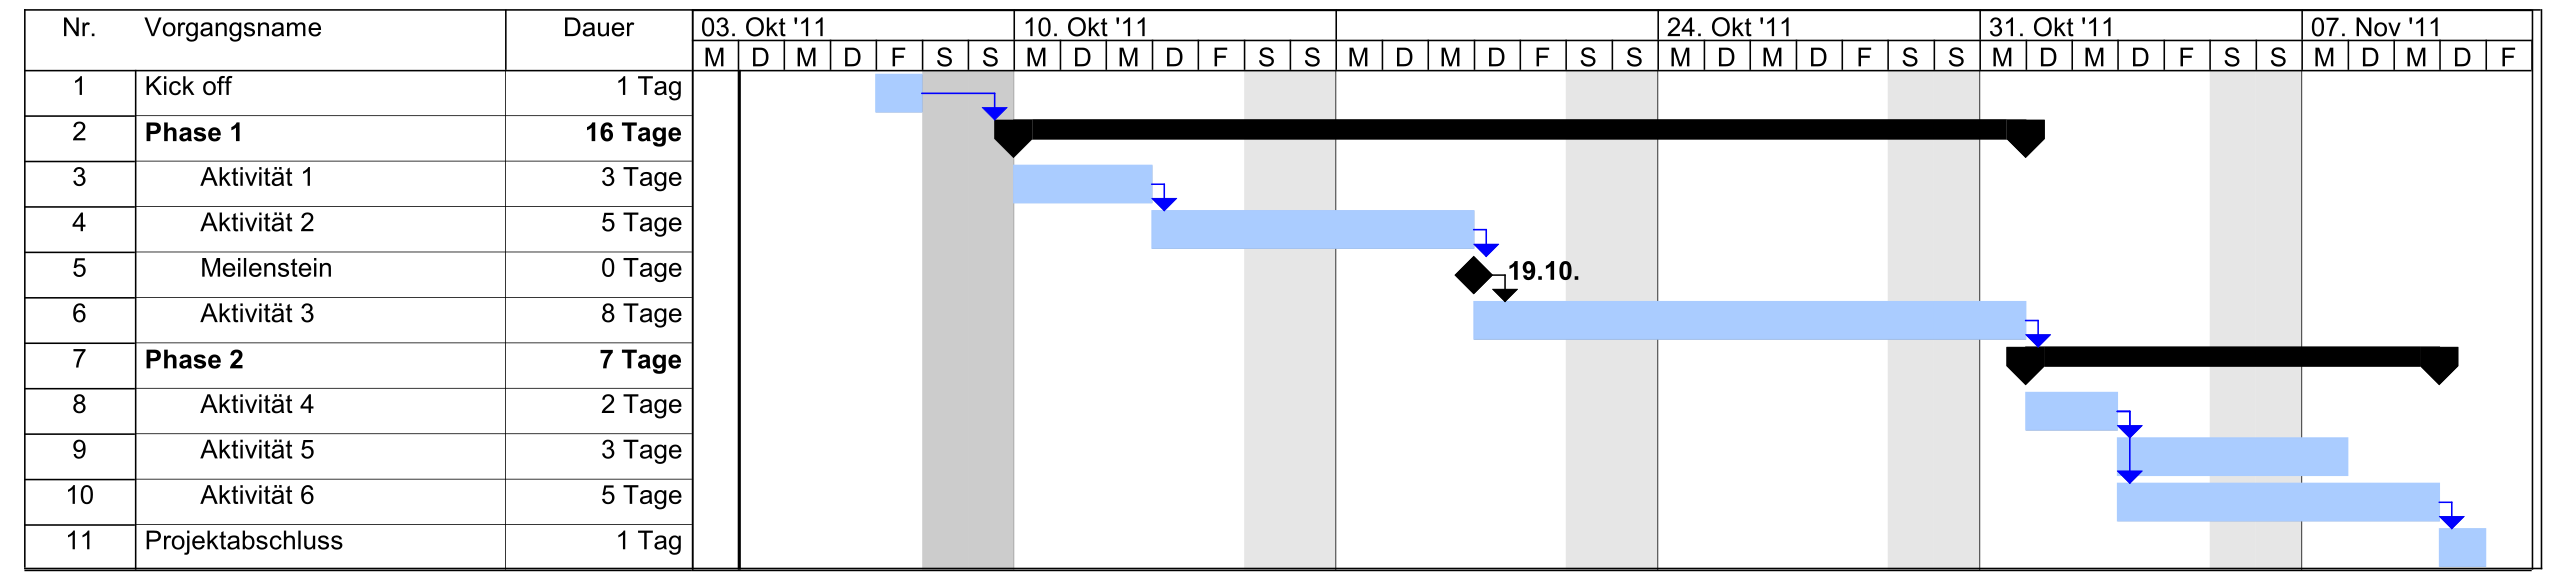 Nr. Vorgangsname Dauer 03. Okt '11 10. Okt '11 24. Okt '11 31. Okt '11 07. Nov '11
M D M D F S S M D M D F S S M D M D F S S M D M D F S S M D M D F S S M D M D F
1 Kick off 1 Tag
2 Phase 1 16 Tage
3 Aktivität 1 3 Tage
4 Aktivität 2 5 Tage
5 Meilenstein 0 Tage 19.10.
6 Aktivität 3 8 Tage
7 Phase 2 7 Tage
8 Aktivität 4 2 Tage
9 Aktivität 5 3 Tage
10 Aktivität 6 5 Tage
11 Projektabschluss 1 Tag